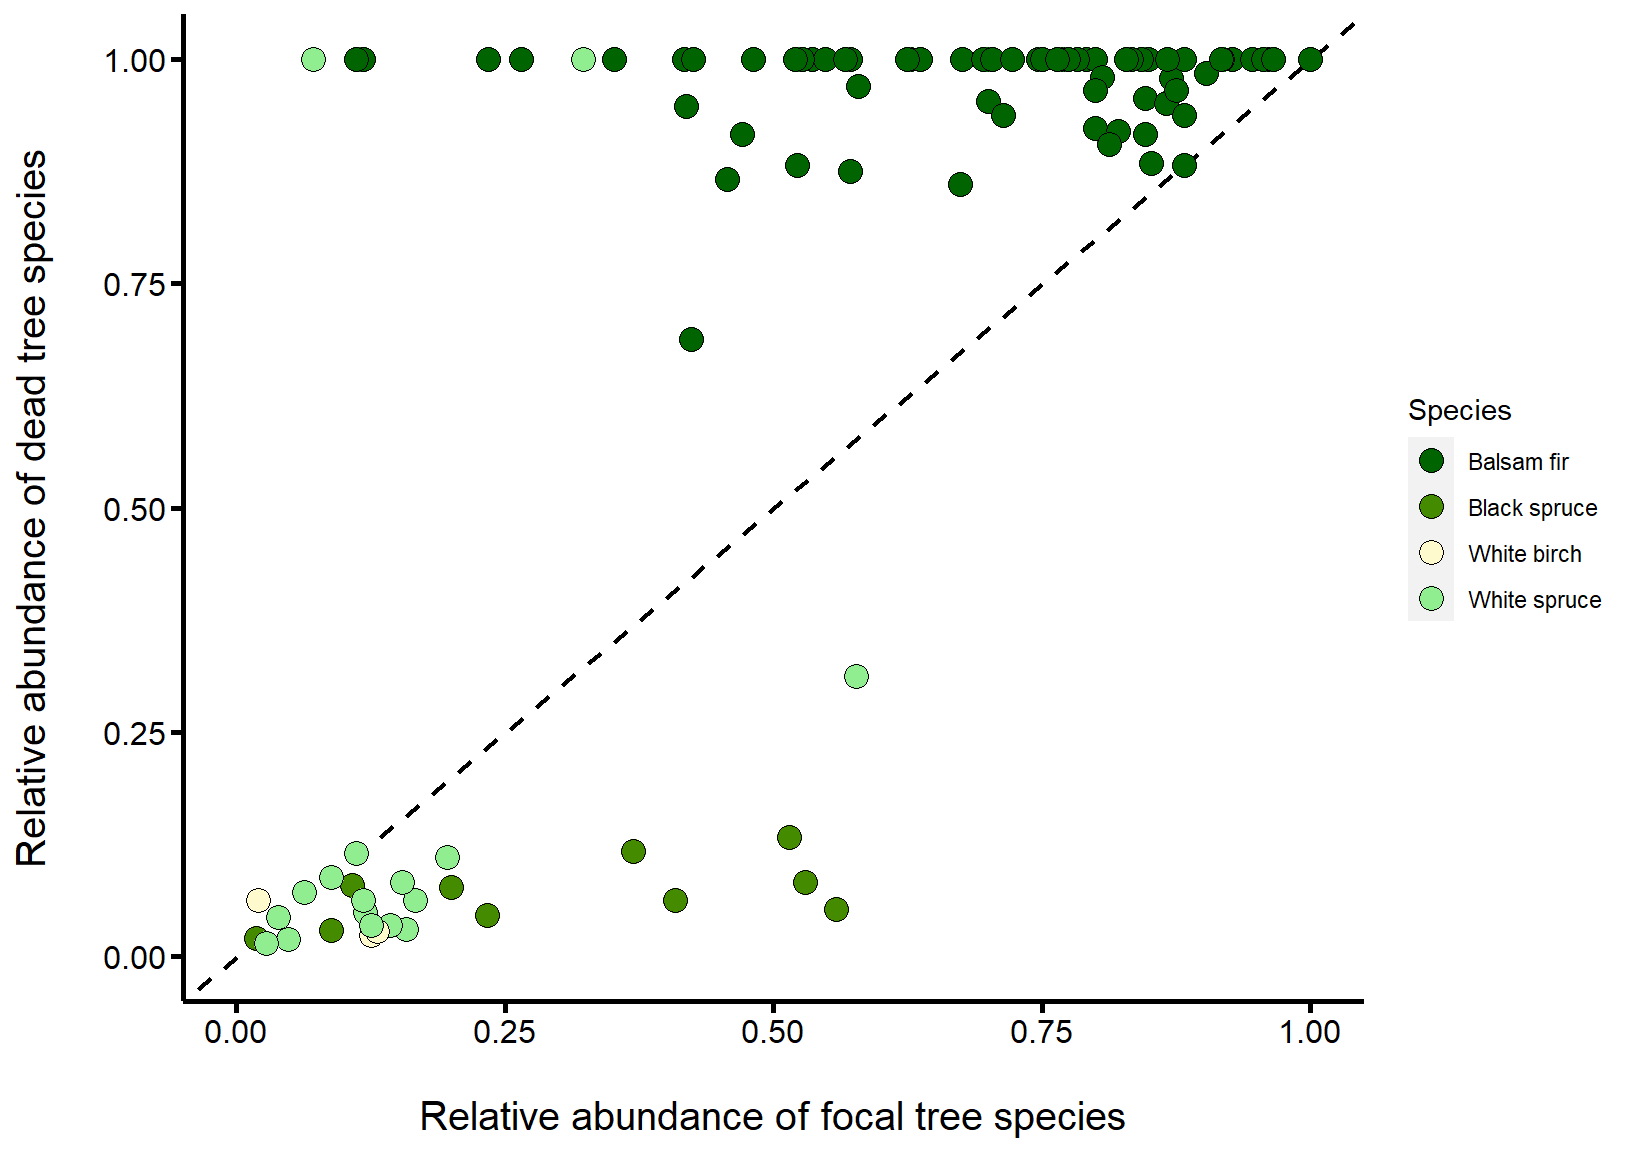 Relative abundance of dead tree species
1.00
0.75
0.50
0.25
0.00
0.00 0.25 0.50 0.75 1.00
Relative abundance of focal tree species
Species
Balsam fir
Black spruce
White birch
White spruce